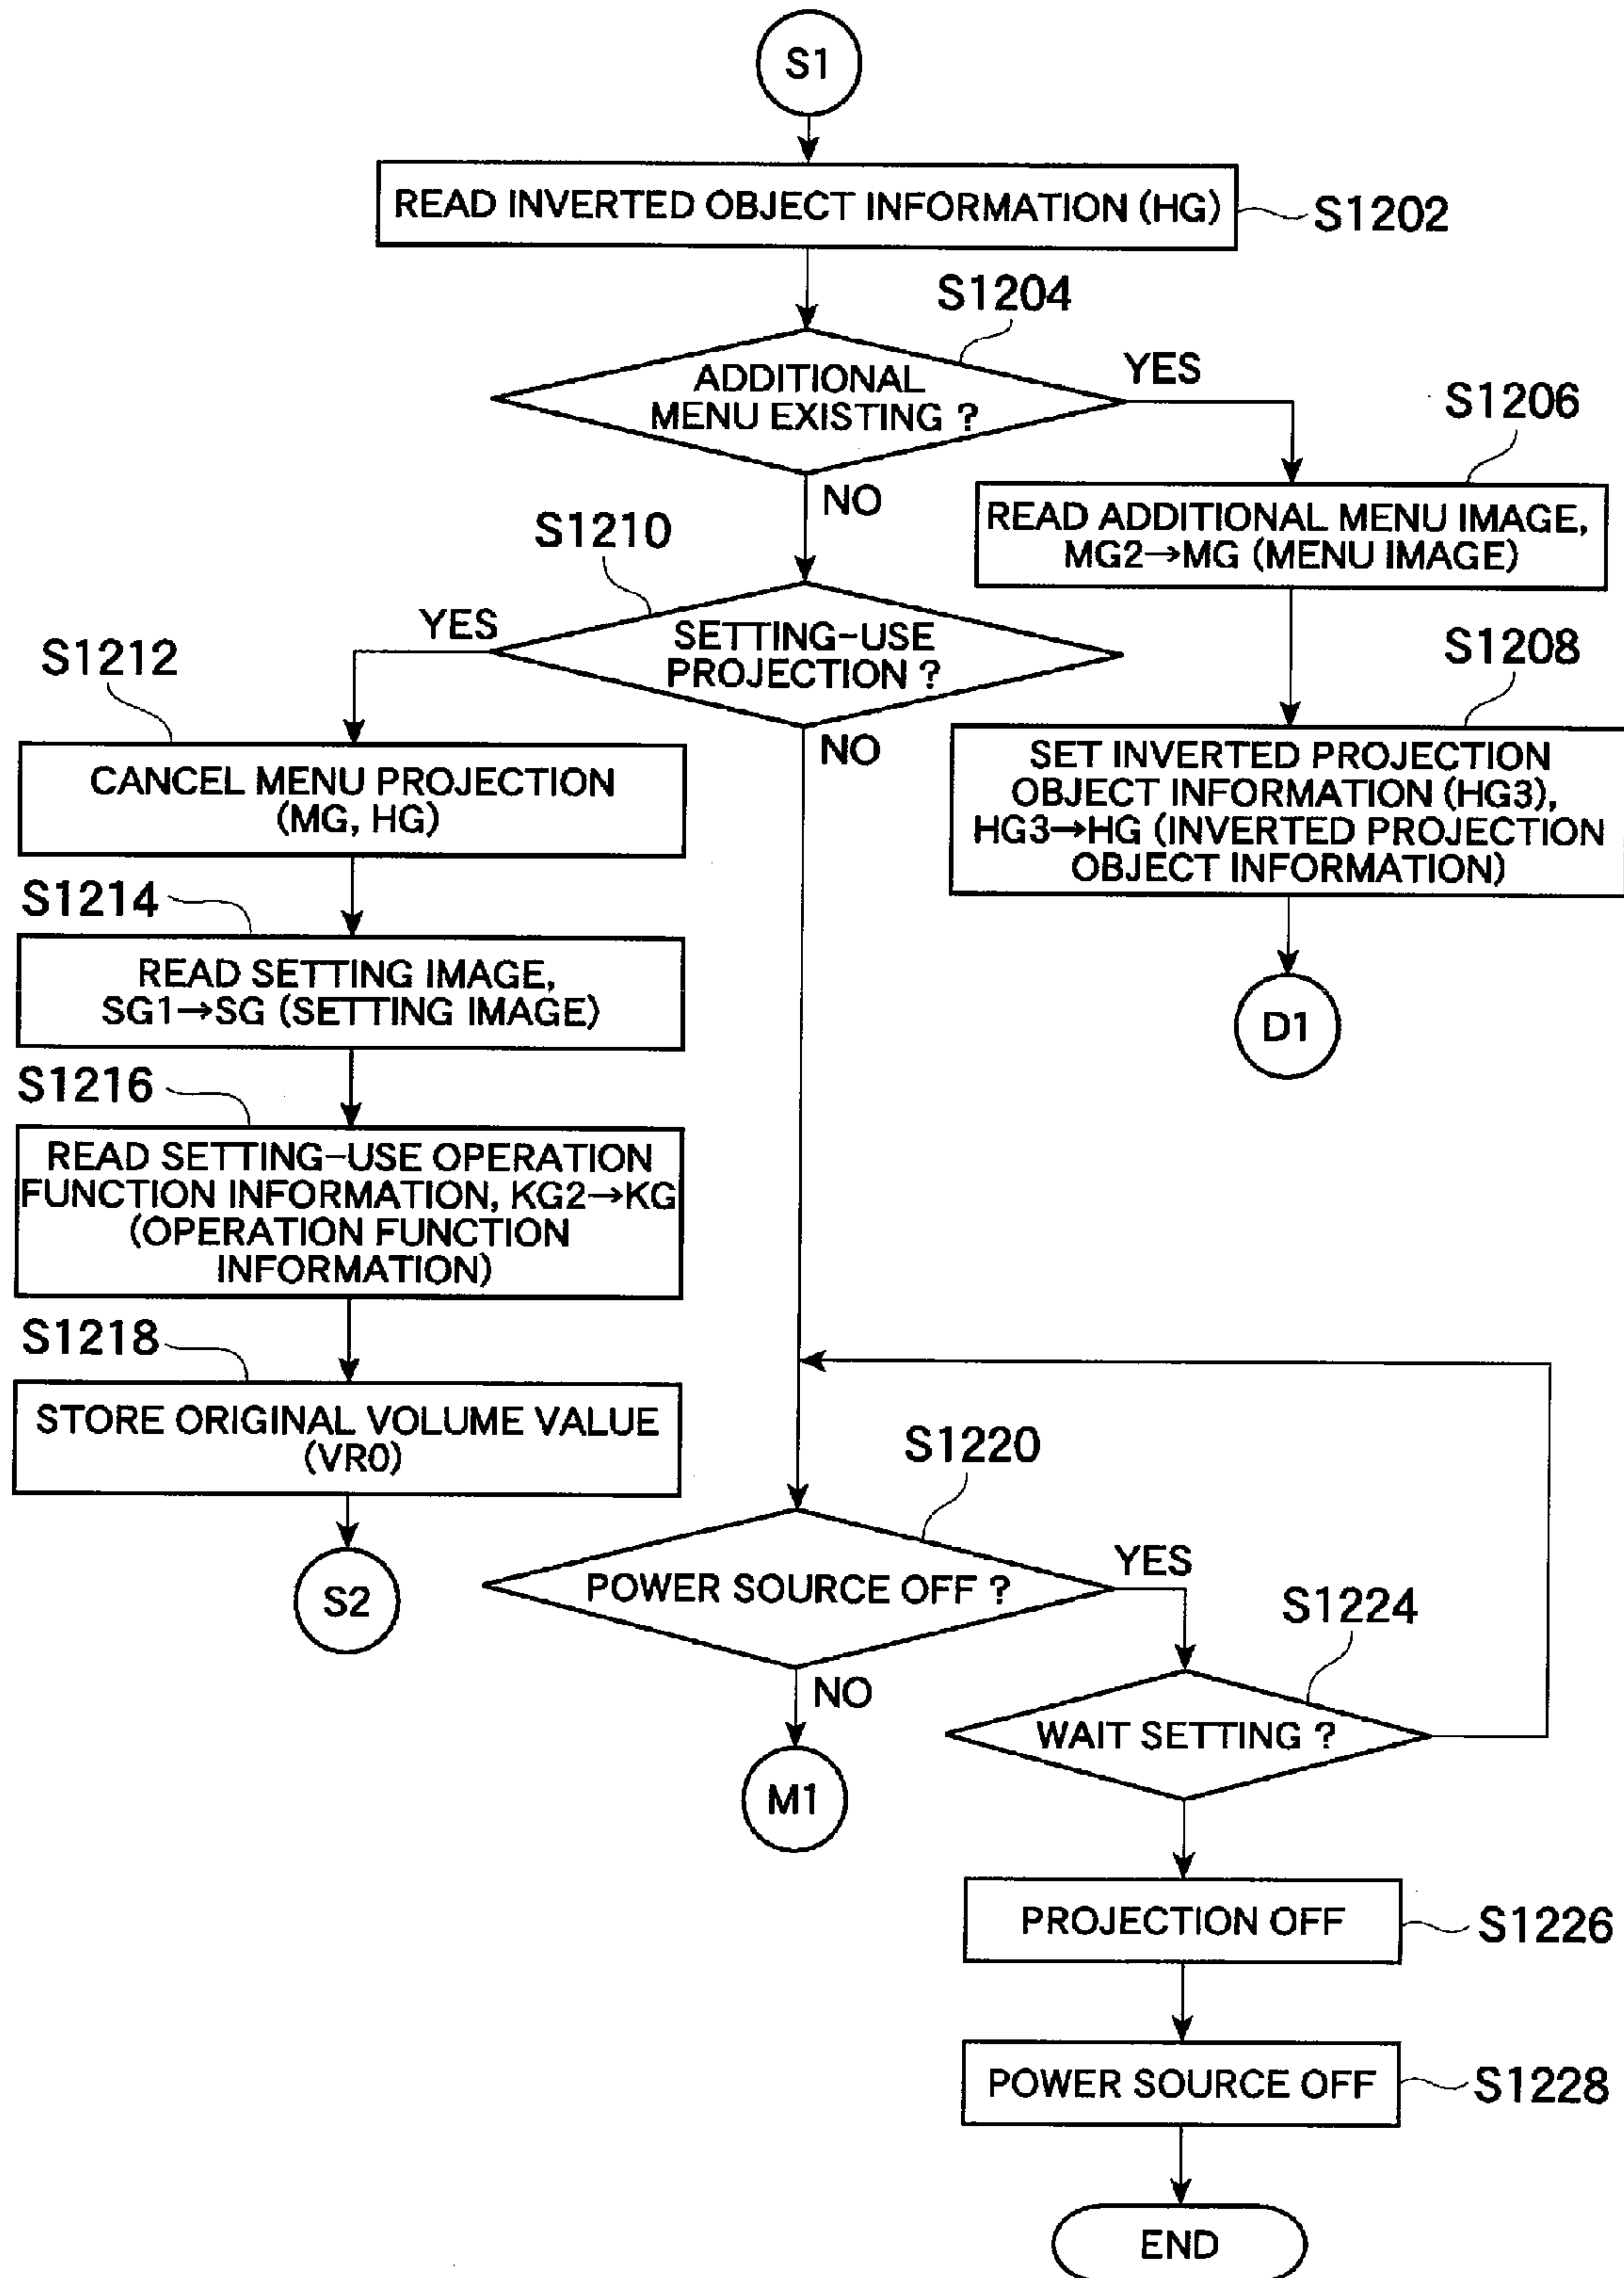 S1
READ INVERTED OBJECT INFORMATION (HG)
S1202
S1204
ADDITIONAL
MENU EXISTING ?
YES
NO
S1206
READ ADDITIONAL MENU IMAGE,
MG2→MG (MENU IMAGE)
S1208
SET INVERTED PROJECTION
OBJECT INFORMATION (HG3),
HG3→HG (INVERTED PROJECTION
OBJECT INFORMATION)
D1
S1210
SETTING-USE
PROJECTION ?
YES
NO
S1212
CANCEL MENU PROJECTION
(MG, HG)
S1214
READ SETTING IMAGE,
SG1→SG (SETTING IMAGE)
S1216
READ SETTING-USE OPERATION
FUNCTION INFORMATION, KG2→KG
(OPERATION FUNCTION
INFORMATION)
S1218
STORE ORIGINAL VOLUME VALUE
(VR0)
S2
S1220
POWER SOURCE OFF ?
YES
NO
M1
S1224
WAIT SETTING ?
PROJECTION OFF
S1226
POWER SOURCE OFF
S1228
END